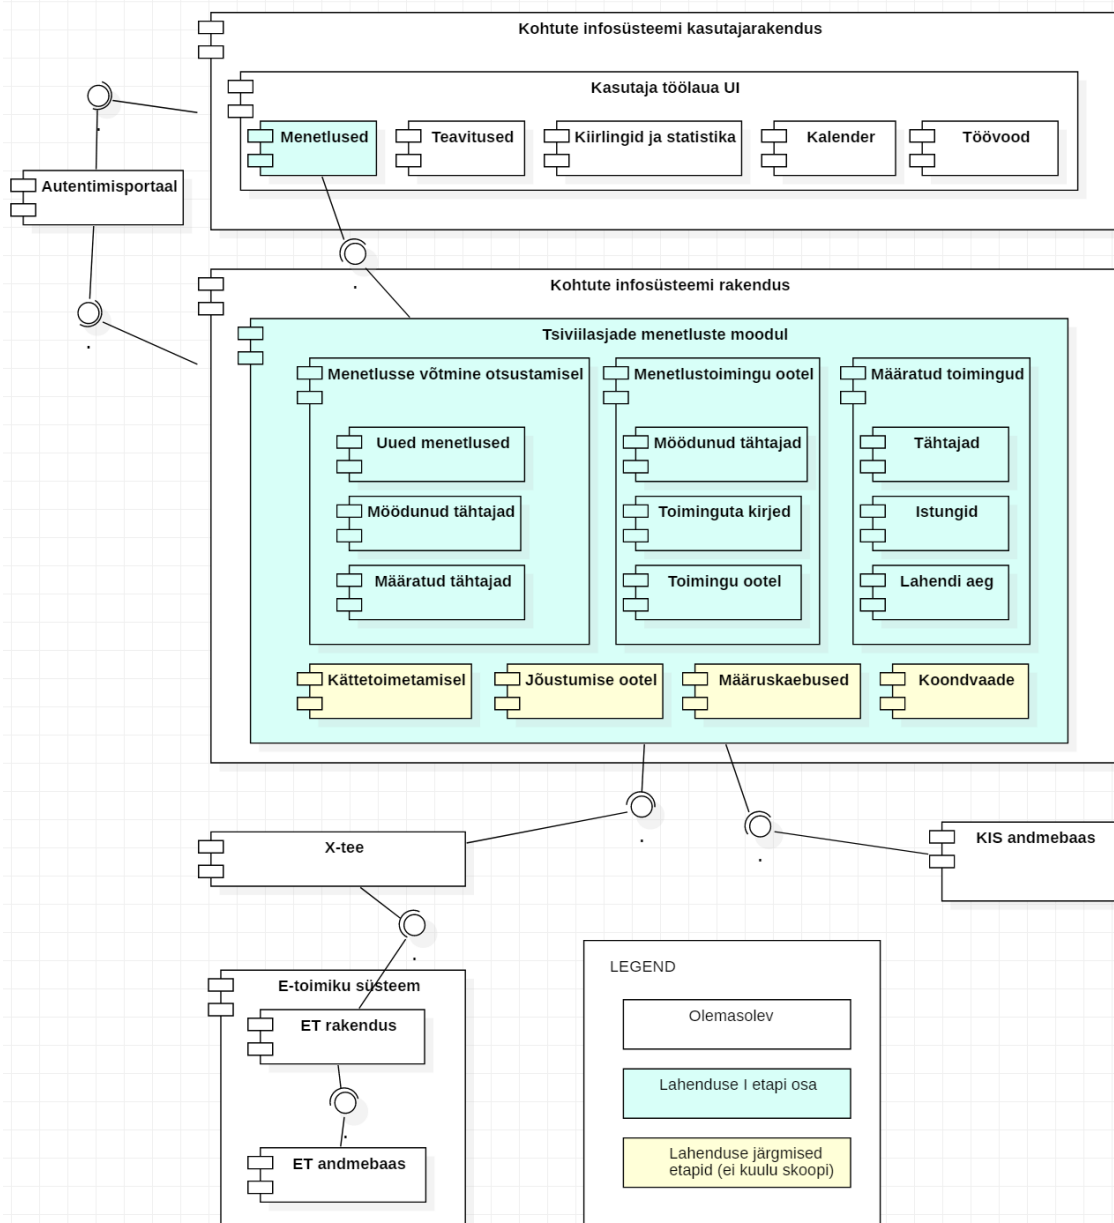 Kohtute infosüsteemi kasutajarakendus
Kasutaja töölaua UI
Menetlused
Teavitused
Kiirlingid ja statistika
Kalender
Töövood
Autentimisportaal
Kohtute infosüsteemi rakendus
Tsiviilasjade menetluste moodul
Menetlusse võtmine otsustamisel
Menetlustoimingu ootel
Määratud toimingud
Uued menetlused
Möödunud tähtajad
Tähtajad
Möödunud tähtajad
Toiminguta kirjed
Istungid
Määratud tähtajad
Toimingu ootel
Lahendi aeg
Kättetoimetamisel
Jõustumise ootel
Määruskaebused
Koondvaade
X-tee
KIS andmebaas
E-toimiku süsteem
ET rakendus
ET andmebaas
LEGEND
Olemasolev
Lahenduse I etapi osa
Lahenduse järgmised
etapid (ei kuulu skoopi)